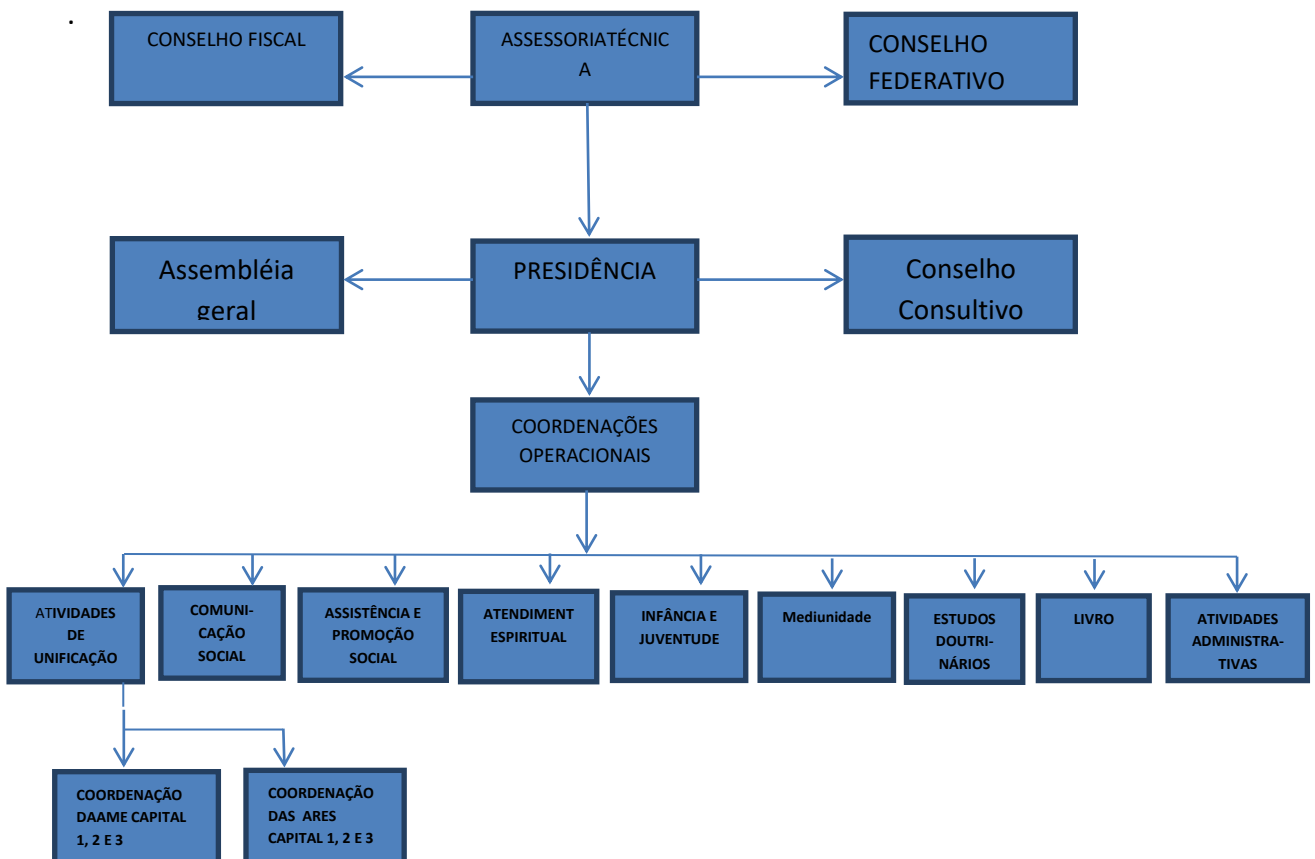 .
CONSELHO FISCAL
ASSESSORIATÉCNIC
A
CONSELHO
FEDERATIVO
Assembléia
geral
PRESIDÊNCIA
Conselho
Consultivo
COORDENAÇÕES
OPERACIONAIS
ATIVIDADES
DE
UNIFICAÇÃO
COMUNI-
CAÇÃO
SOCIAL
ASSISTÊNCIA E
PROMOÇÃO
SOCIAL
ATENDIMENT
ESPIRITUAL
INFÂNCIA E
JUVENTUDE
Mediunidade
ESTUDOS
DOUTRI-
NÁRIOS
LIVRO
ATIVIDADES
ADMINISTRA-
TIVAS
COORDENAÇÃO
DAAME CAPITAL
1, 2 E 3
COORDENAÇÃO
DAS ARES
CAPITAL 1, 2 E 3